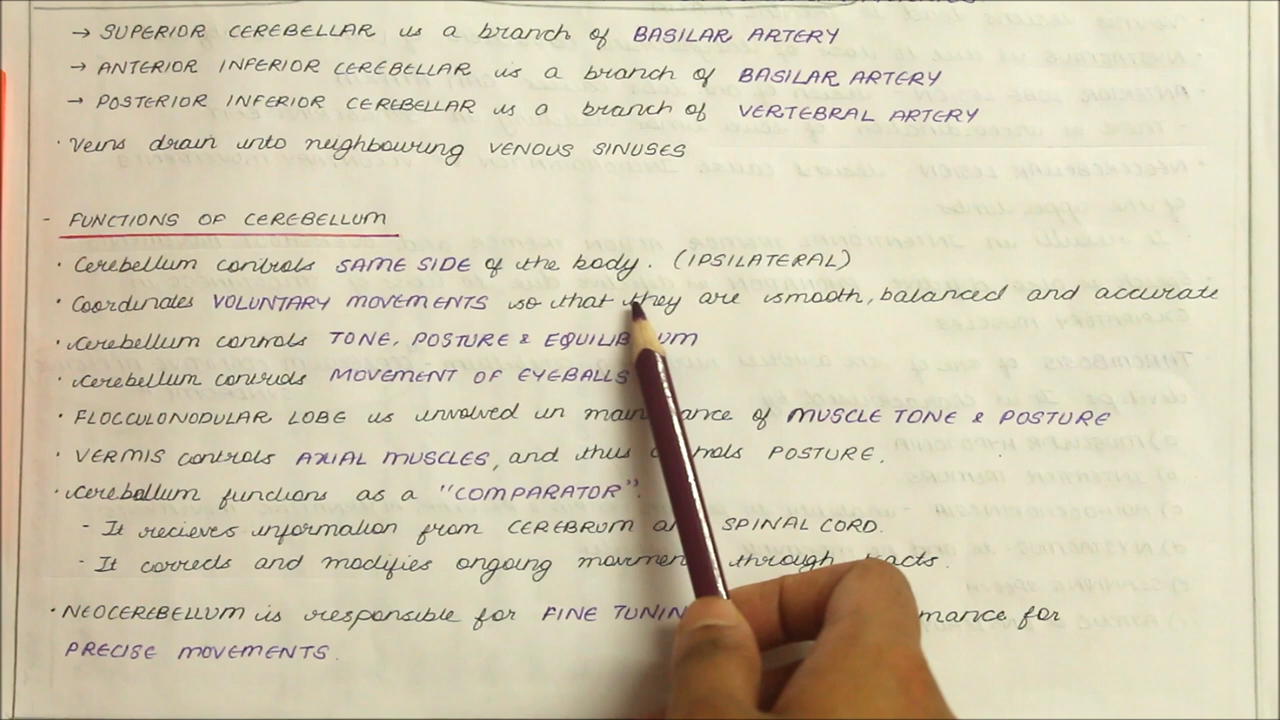 → SUPERIOR CEREBELLAR is a branch of BASILAR ARTERY
→ ANTERIOR INFERIOR CEREBELLAR is a branch of BASILAR ARTERY
→ POSTERIOR INFERIOR CEREBELLAR is a branch of VERTEBRAL ARTERY
· Veins drain into neighbouring VENOUS SINUSES
- FUNCTIONS OF CEREBELLUM
· Cerebellum controls SAME SIDE of the body. (IPSILATERAL)
· Coordinates VOLUNTARY MOVEMENTS so that they are smooth, balanced and accurate
· cerebellum controls TONE, POSTURE & EQUILIB UM
· cerebellum controls MOVEMENT OF EYEBALLS
· FLOCCULONODULAR LOBE is involved in main ance of MUSCLE TONE & POSTURE
· VERMIS controls AXIAL MUSCLES, and thus c ntrols POSTURE.
· cerebellum functions as a "COMPARATOR".
- It recieves information from CEREBRUM a SPINAL CORD.
- It corrects and modifies ongoing movemen through tracts.
· NEOCEREBELLUM is responsible for FINE TUNIN mance for
PRECISE MOVEMENTS.